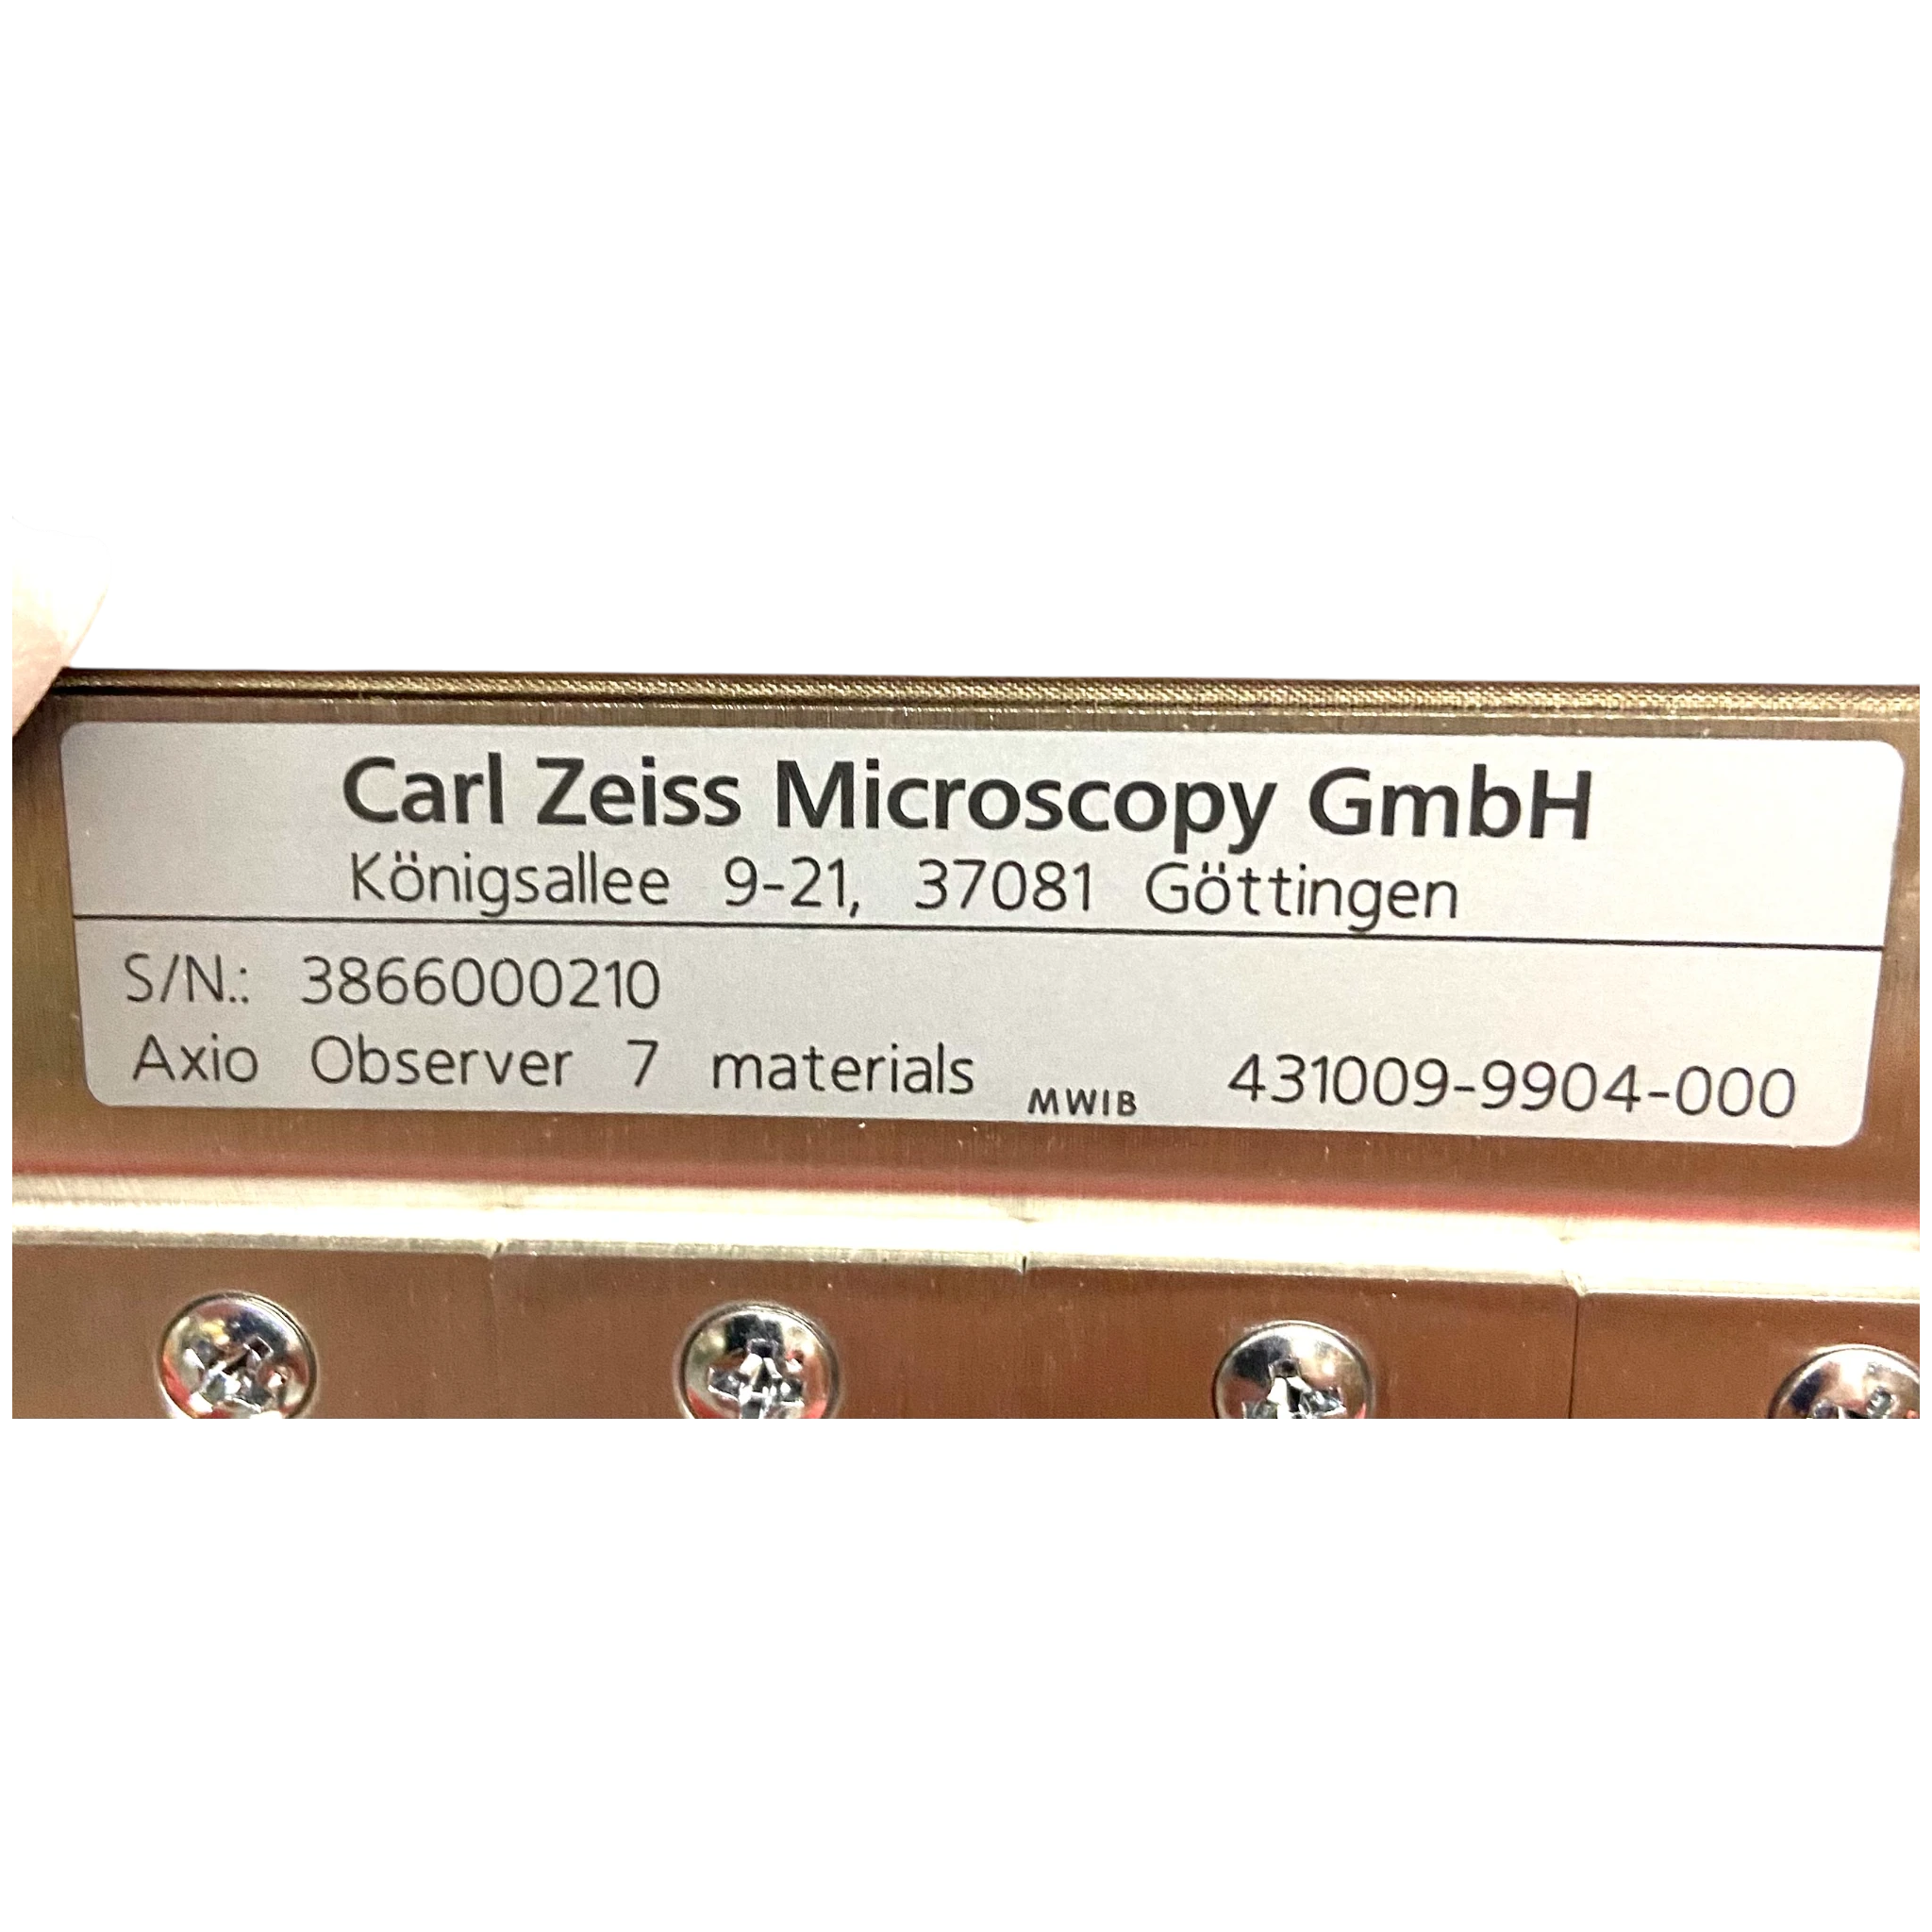 Carl Zeiss Microscopy GmbH
Königsallee 9-21, 37081 Göttingen
S/N.: 3866000210
Axio Observer 7 materials MWIB 431009-9904-000